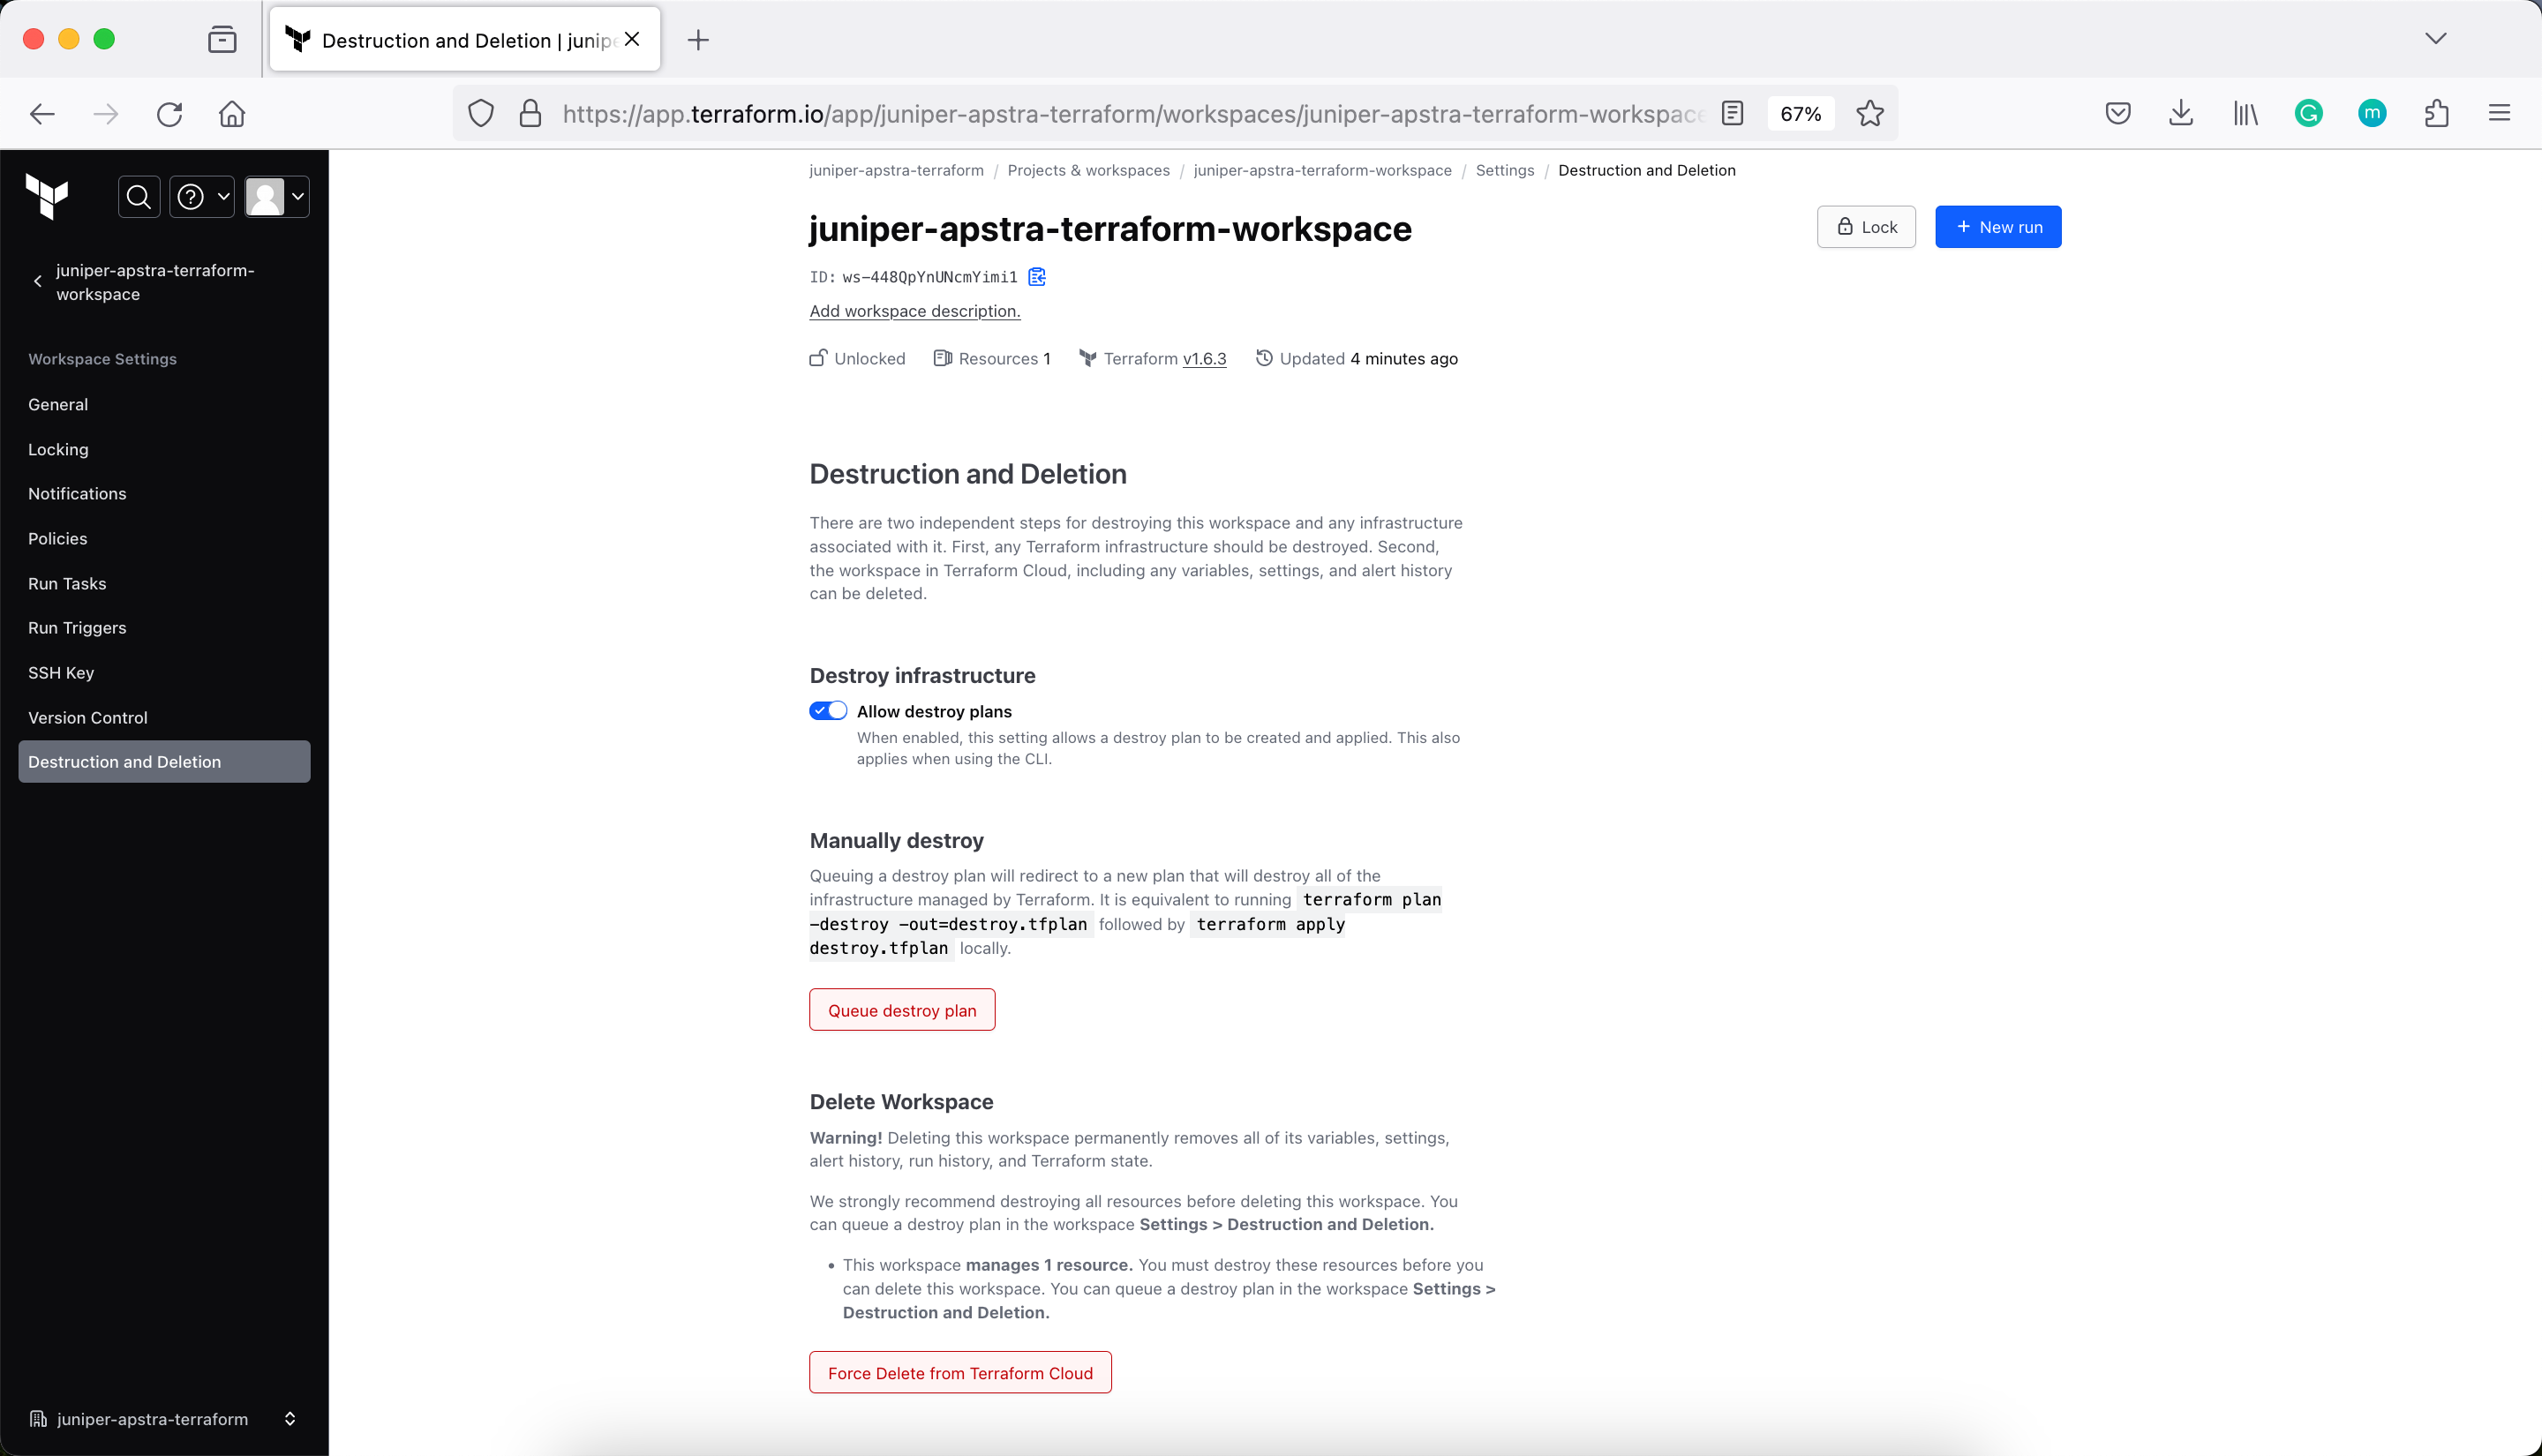 Destruction and Deletion | junipe
https://app.terraform.io/app/juniper-apstra-terraform/workspaces/juniper-apstra-terraform-workspace
67%
G
m
juniper-apstra-terraform-
workspace
Workspace Settings
General
Locking
Notifications
Policies
Run Tasks
Run Triggers
SSH Key
Version Control
Destruction and Deletion
juniper-apstra-terraform
juniper-apstra-terraform / Projects & workspaces / juniper-apstra-terraform-workspace / Settings / Destruction and Deletion
juniper-apstra-terraform-workspace
Lock
+ New run
ID: ws-448QpYnUNcmYimi1
Add workspace description.
Unlocked Resources 1 Terraform v1.6.3 Updated 4 minutes ago
Destruction and Deletion
There are two independent steps for destroying this workspace and any infrastructure
associated with it. First, any Terraform infrastructure should be destroyed. Second,
the workspace in Terraform Cloud, including any variables, settings, and alert history
can be deleted.
Destroy infrastructure
Allow destroy plans
When enabled, this setting allows a destroy plan to be created and applied. This also
applies when using the CLI.
Manually destroy
Queuing a destroy plan will redirect to a new plan that will destroy all of the
infrastructure managed by Terraform. It is equivalent to running terraform plan
-destroy -out=destroy.tfplan followed by terraform apply
destroy.tfplan locally.
Queue destroy plan
Delete Workspace
Warning! Deleting this workspace permanently removes all of its variables, settings,
alert history, run history, and Terraform state.
We strongly recommend destroying all resources before deleting this workspace. You
can queue a destroy plan in the workspace Settings > Destruction and Deletion.
• This workspace manages 1 resource. You must destroy these resources before you
can delete this workspace. You can queue a destroy plan in the workspace Settings >
Destruction and Deletion.
Force Delete from Terraform Cloud